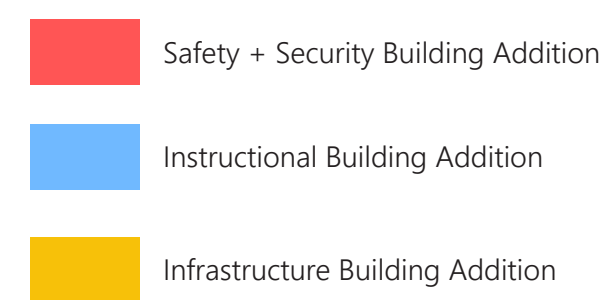 Safety + Security Building Addition
Instructional Building Addition
Infrastructure Building Addition